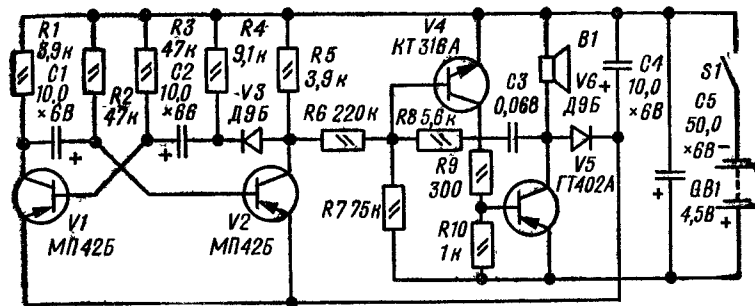 R1
3,9к
C1
10,0
×6В
R2
47к
R3
47к
C2
10,0
×6В
R4
9,1к
V3
Д9Б
R5
3,9к
R6 220к
V4
КТ316А
R8 5,6к
C3
0,068
B1
V6
Д9Б
C4
10,0
×6В
S1
C5
50,0
×6В
GB1
4,5В
R9
300
V5
ГТ402А
R7 75к
R10
1к
V1
МП42Б
V2
МП42Б